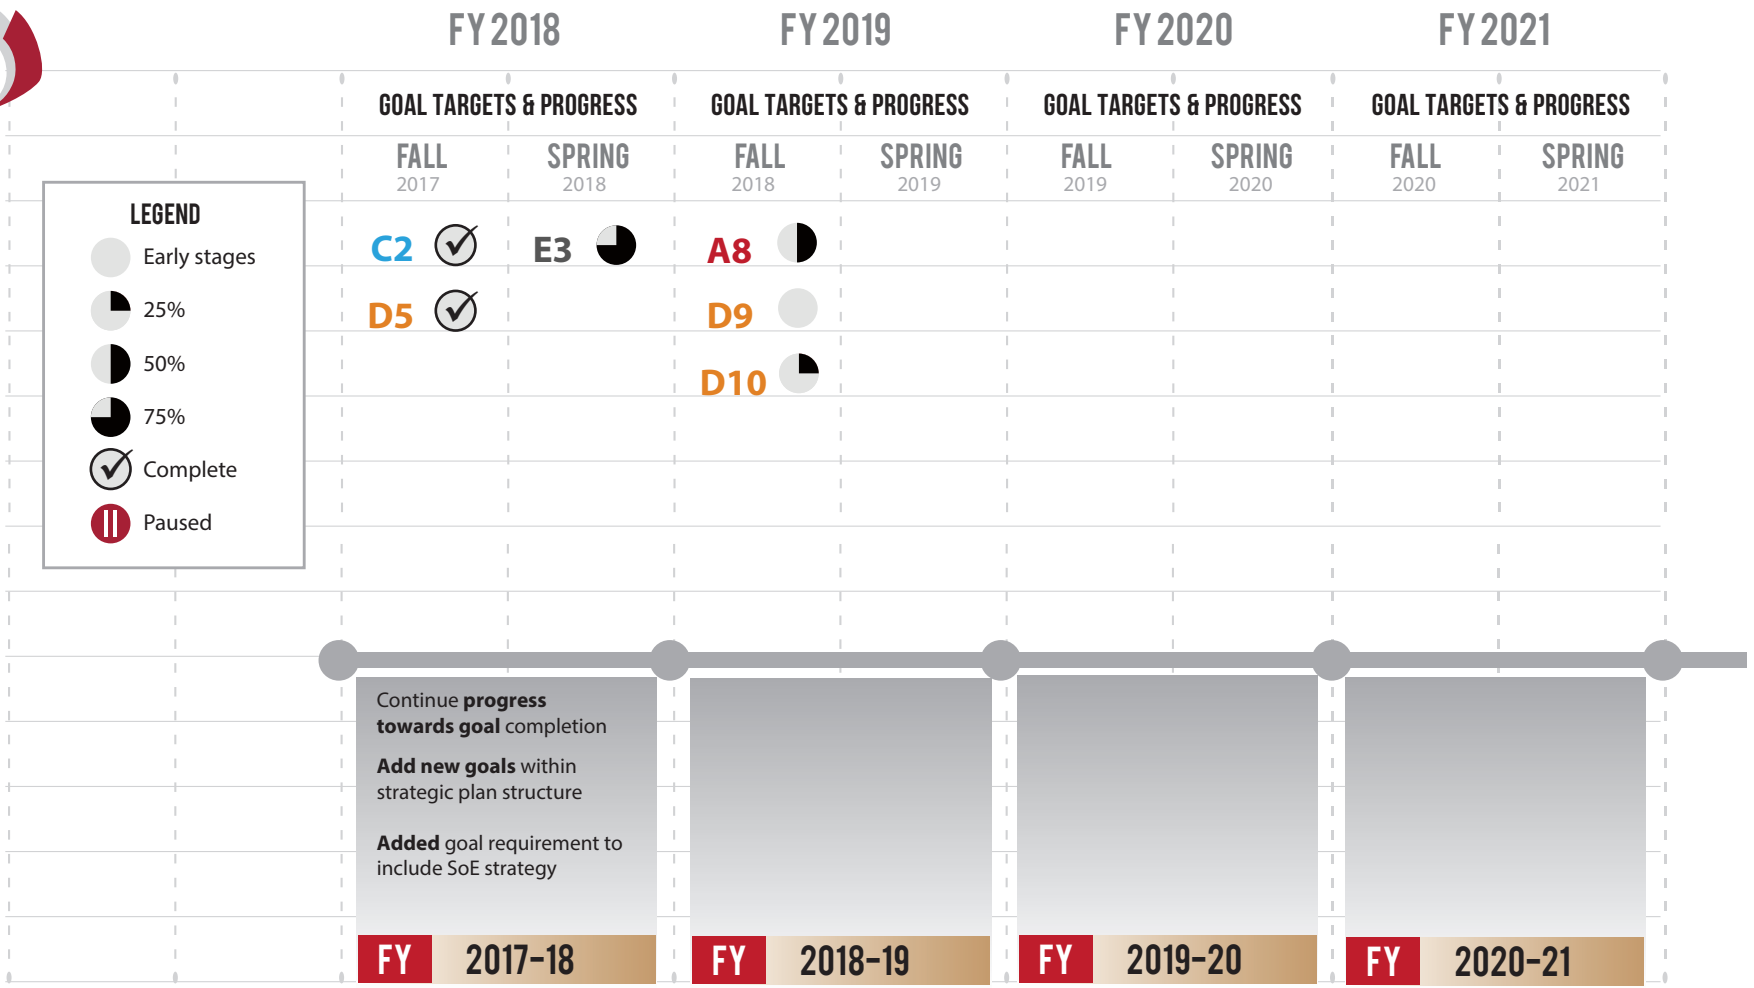 FY 2018 FY 2019 FY 2020 FY 2021
GOAL TARGETS & PROGRESS GOAL TARGETS & PROGRESS GOAL TARGETS & PROGRESS GOAL TARGETS & PROGRESS
FALL SPRING FALL SPRING FALL SPRING FALL SPRING
2017 2018 2018 2019 2019 2020 2020 2021
LEGEND
Early stages
25%
50%
75%
Complete
Paused
C2 E3 A8
D5 D9
D10
Continue progress
towards goal completion
Add new goals within
strategic plan structure
Added goal requirement to
include SoE strategy
FY 2017-18 FY 2018-19 FY 2019-20 FY 2020-21